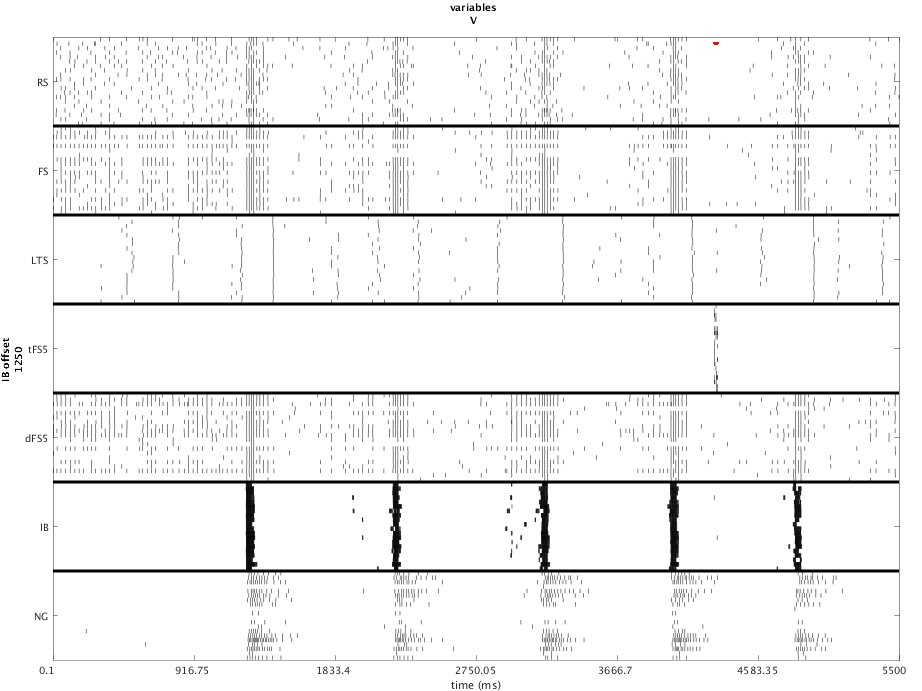 variables
V
RS
FS
LTS
tFS5
dFS5
IB
NG
IB offset
1250
0.1 916.75 1833.4 2750.05 3666.7 4583.35 5500
time (ms)